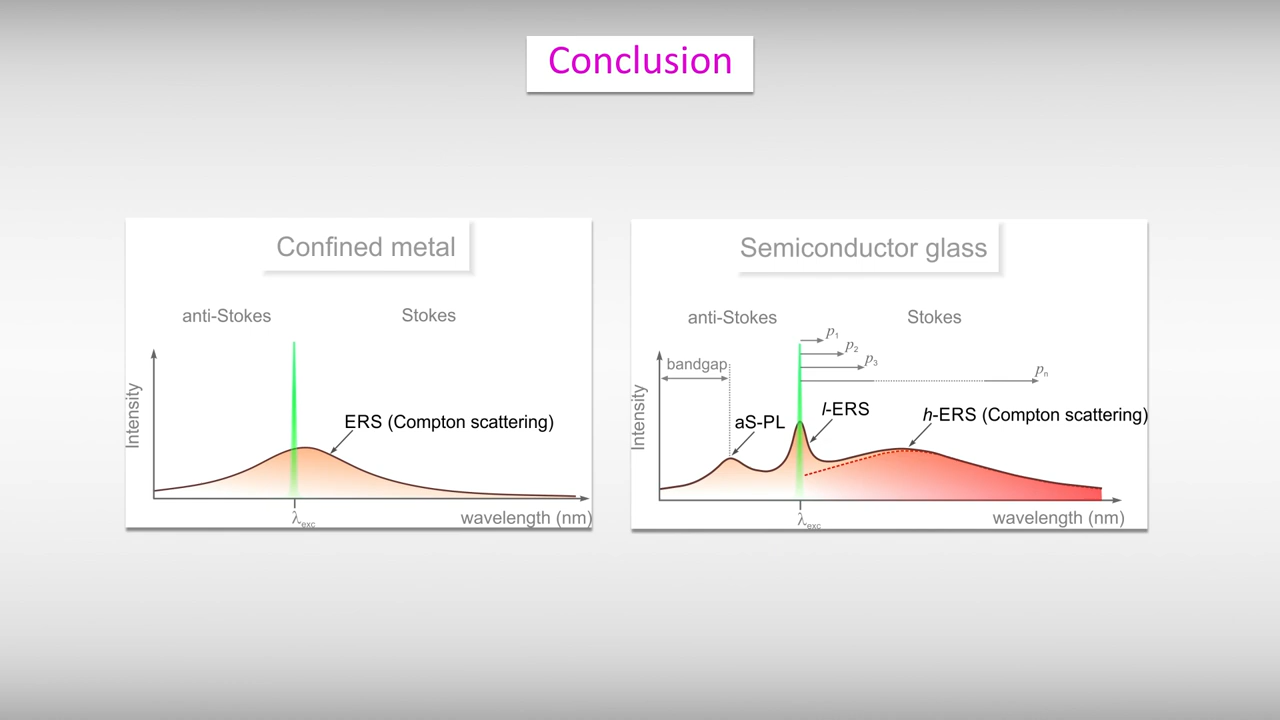 Conclusion
Confined metal
anti-Stokes
Stokes
Intensity
ERS (Compton scattering)
λexc
wavelength (nm)
Semiconductor glass
anti-Stokes
Stokes
p1
p2
p3
pn
bandgap
Intensity
aS-PL
l-ERS
h-ERS (Compton scattering)
λexc
wavelength (nm)